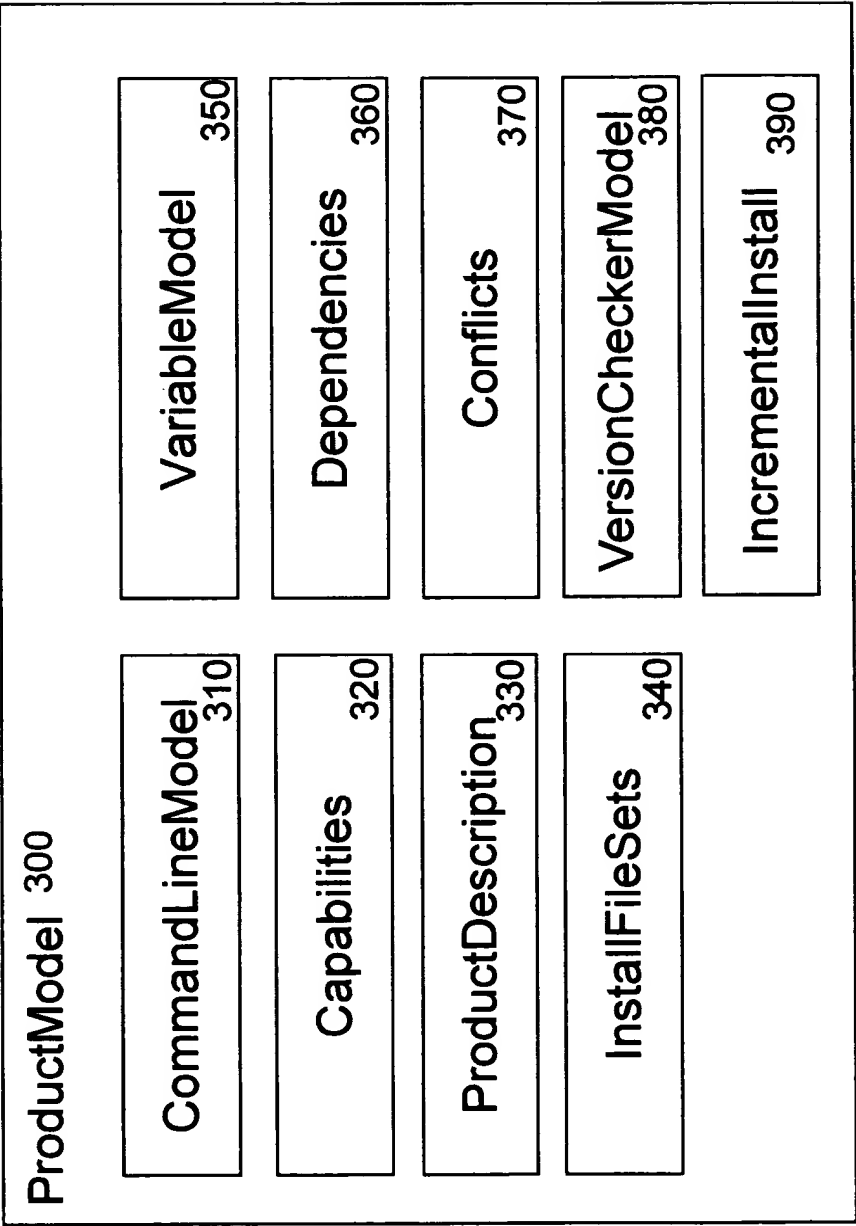 ProductModel 300
CommandLineModel
310
Capabilities
320
ProductDescription
330
InstallFileSets
340
VariableModel
350
Dependencies
360
Conflicts
370
VersionCheckerModel
380
IncrementalInstall 390